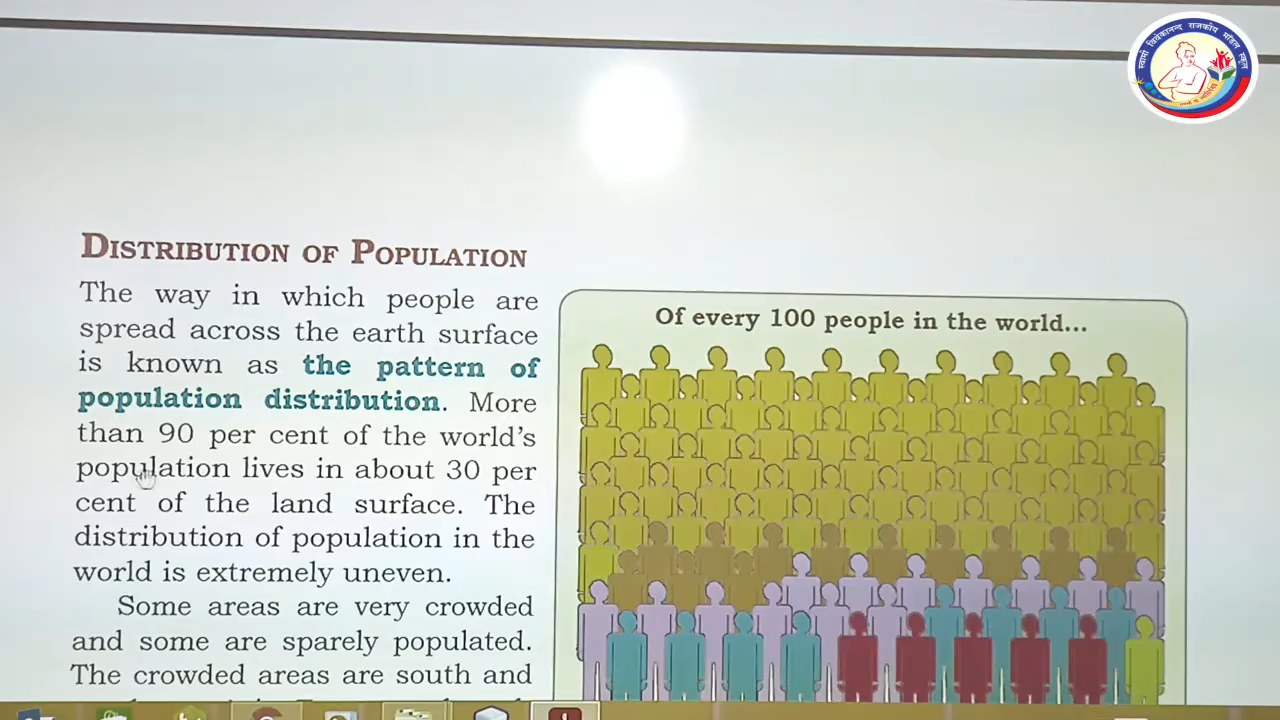 स्वामी विवेकानन्द राजकीय मॉडल स्कूल
DISTRIBUTION OF POPULATION
The way in which people are
spread across the earth surface
is known as the pattern of
population distribution. More
than 90 per cent of the world's
population lives in about 30 per
cent of the land surface. The
distribution of population in the
world is extremely uneven.
Some areas are very crowded
and some are sparely populated.
The crowded areas are south and
Of every 100 people in the world...